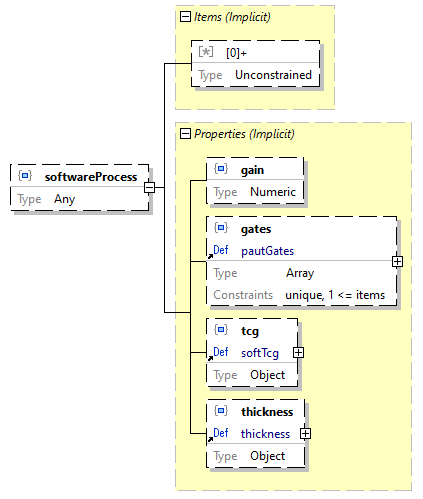 Items (Implicit)
[*] [0]+
Type Unconstrained
softwareProcess
Type Any
Properties (Implicit)
gain
Type Numeric
gates
Def pautGates
Type Array
Constraints unique, 1 <= items
tcg
Def softTcg
Type Object
thickness
Def thickness
Type Object